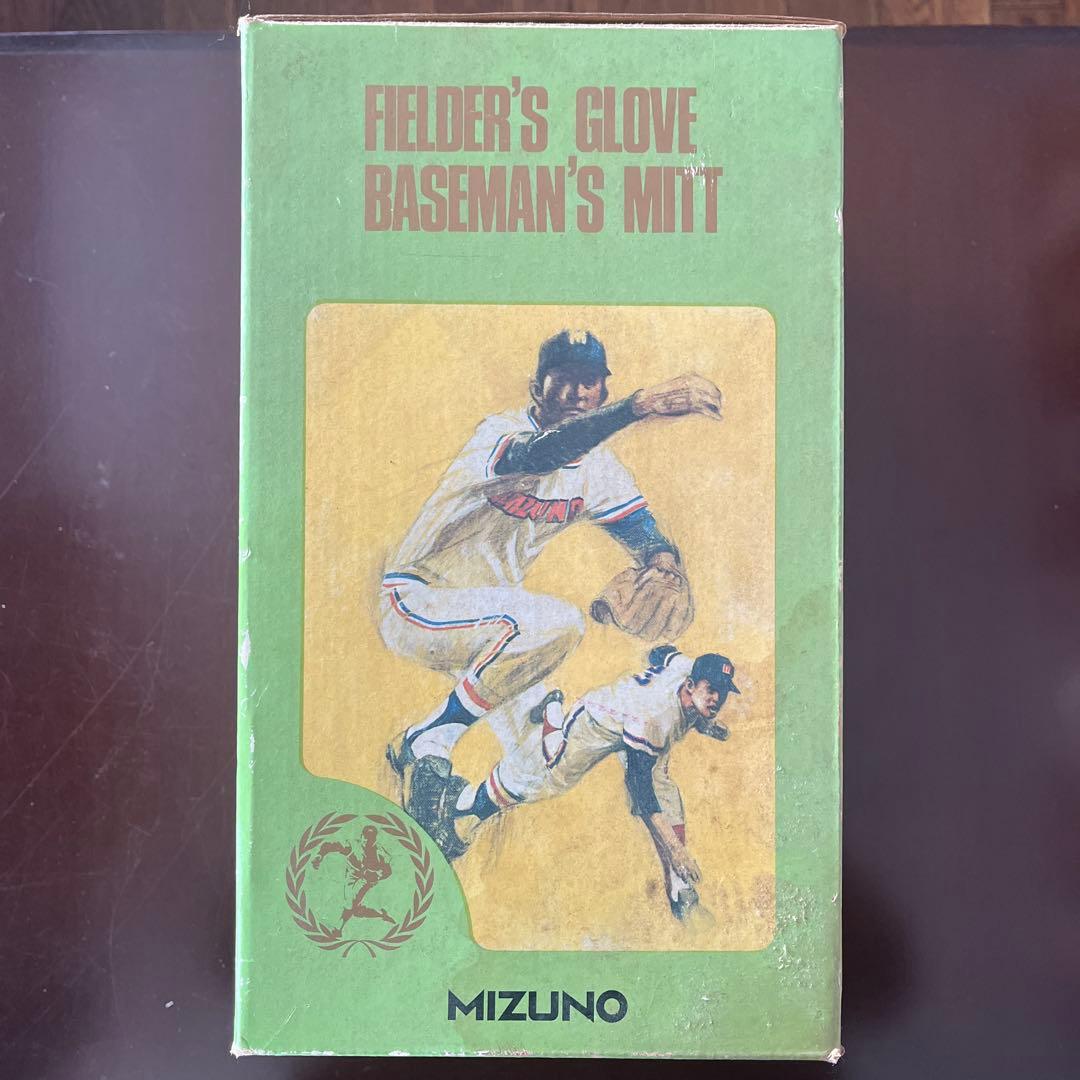 FIELDER'S GLOVE
BASEMAN'S MITT
M
MIZUNO
MIZUNO